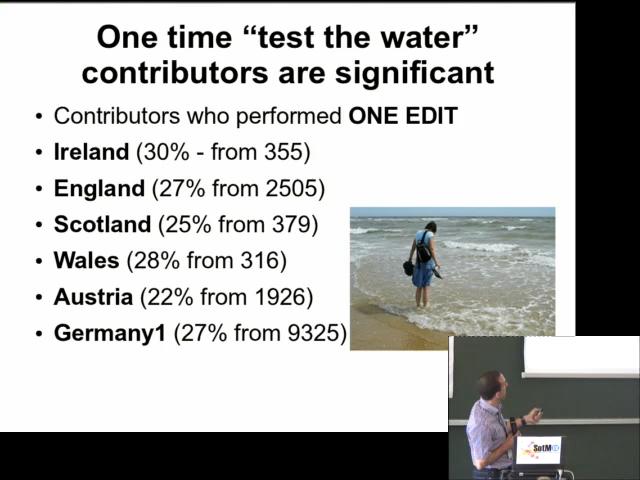 One time “test the water”
contributors are significant
• Contributors who performed ONE EDIT
• Ireland (30% - from 355)
• England (27% from 2505)
• Scotland (25% from 379)
• Wales (28% from 316)
• Austria (22% from 1926)
• Germany1 (27% from 9325)
SotM